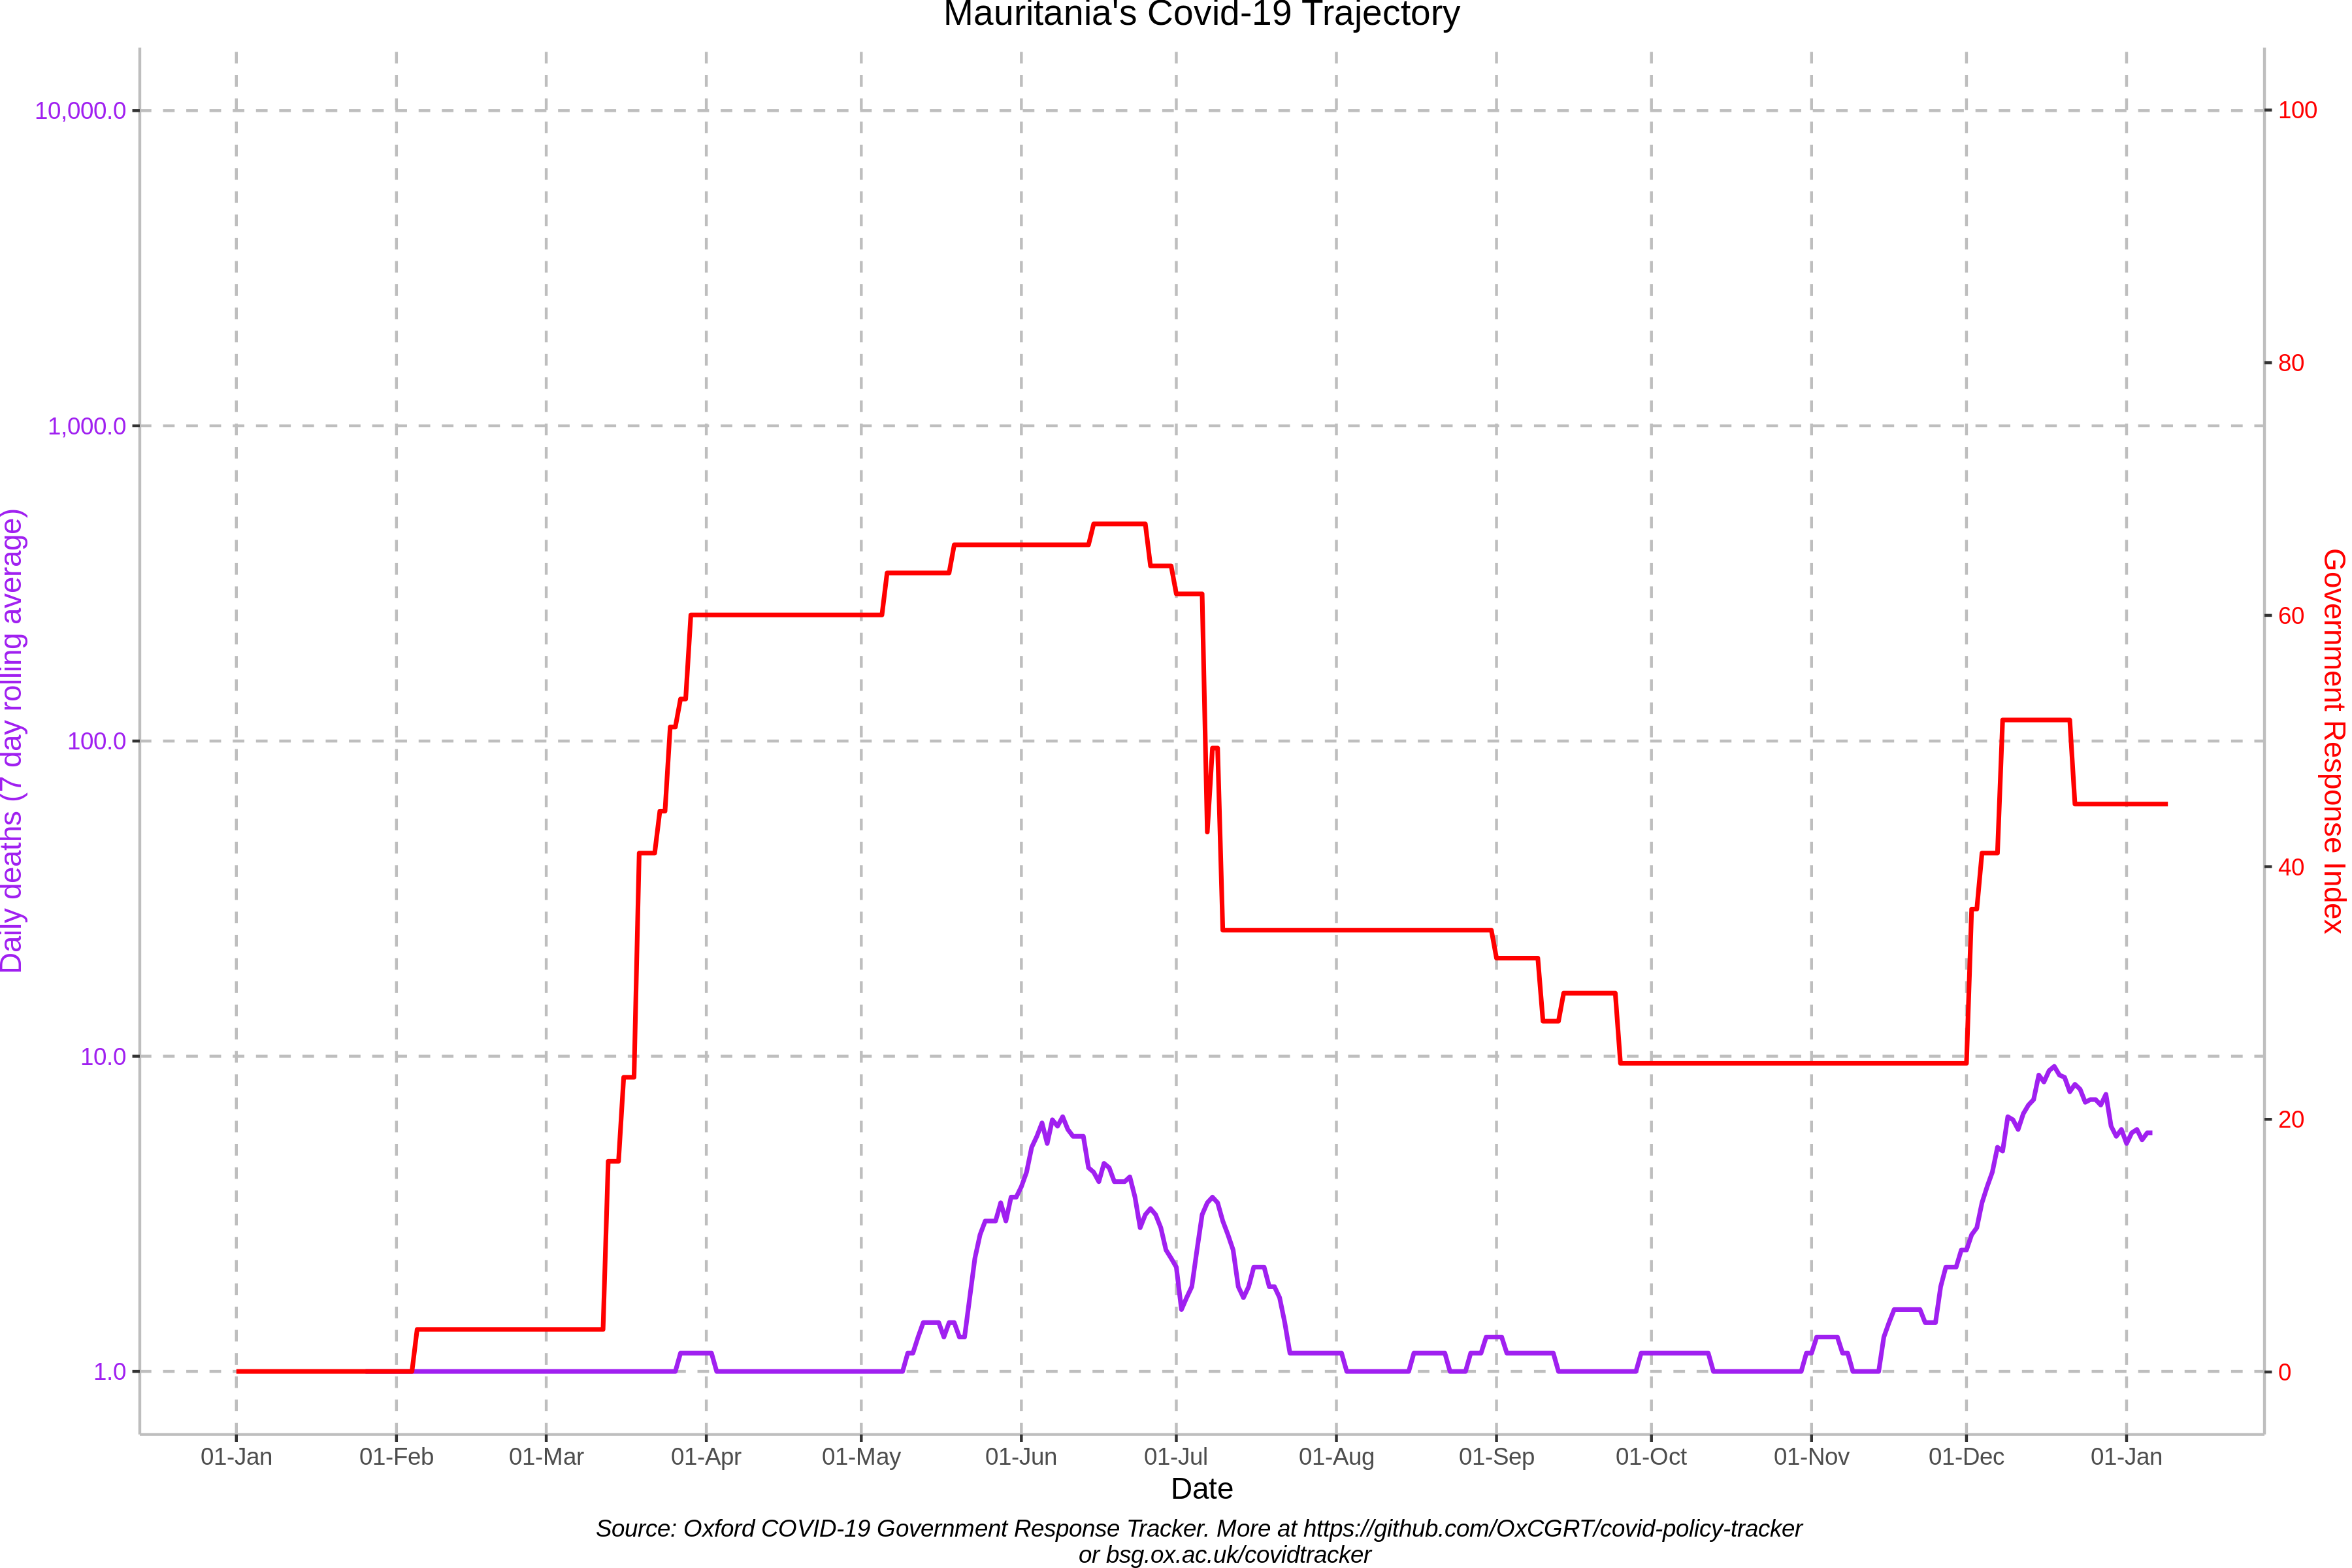 Mauritania's Covid-19 Trajectory
10,000.0
1,000.0
100.0
10.0
1.0
Daily deaths (7 day rolling average)
100
80
60
40
20
0
Government Response Index
01-Jan 01-Feb 01-Mar 01-Apr 01-May 01-Jun 01-Jul 01-Aug 01-Sep 01-Oct 01-Nov 01-Dec 01-Jan
Date
Source: Oxford COVID-19 Government Response Tracker. More at https://github.com/OxCGRT/covid-policy-tracker
or bsg.ox.ac.uk/covidtracker